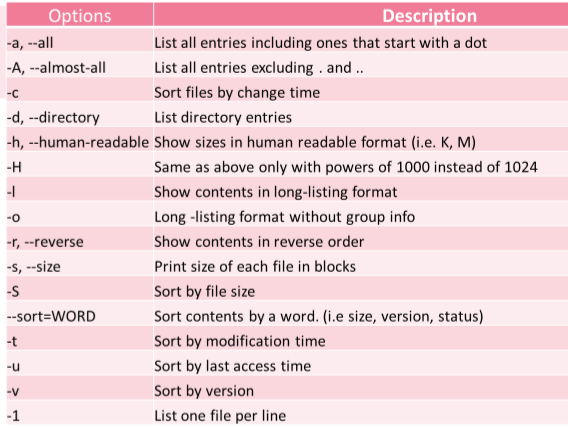 Options Description
-a, --all List all entries including ones that start with a dot
-A, --almost-all List all entries excluding . and ..
-c Sort files by change time
-d, --directory List directory entries
-h, --human-readable Show sizes in human readable format (i.e. K, M)
-H Same as above only with powers of 1000 instead of 1024
-l Show contents in long-listing format
-o Long -listing format without group info
-r, --reverse Show contents in reverse order
-s, --size Print size of each file in blocks
-S Sort by file size
--sort=WORD Sort contents by a word. (i.e size, version, status)
-t Sort by modification time
-u Sort by last access time
-v Sort by version
-1 List one file per line